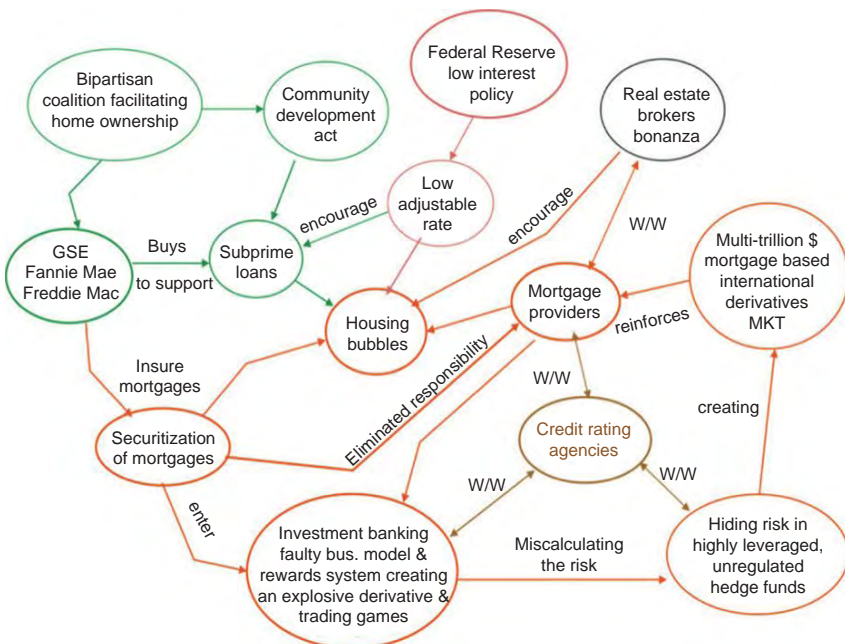 Bipartisan
coalition facilitating
home ownership
Community
development
act
Federal Reserve
low interest
policy
Real estate
brokers
bonanza
Low
adjustable
rate
encourage
encourage
W/W
GSE
Fannie Mae
Freddie Mac
Buys
to support
Subprime
loans
Housing
bubbles
Mortgage
providers
reinforces
Multi-trillion $
mortgage based
international
derivatives
MKT
Insure
mortgages
Eliminated responsibility
W/W
creating
Securitization
of mortgages
Credit rating
agencies
W/W
W/W
enter
Investment banking
faulty bus. model &
rewards system creating
an explosive derivative &
trading games
Miscalculating
the risk
Hiding risk in
highly leveraged,
unregulated
hedge funds